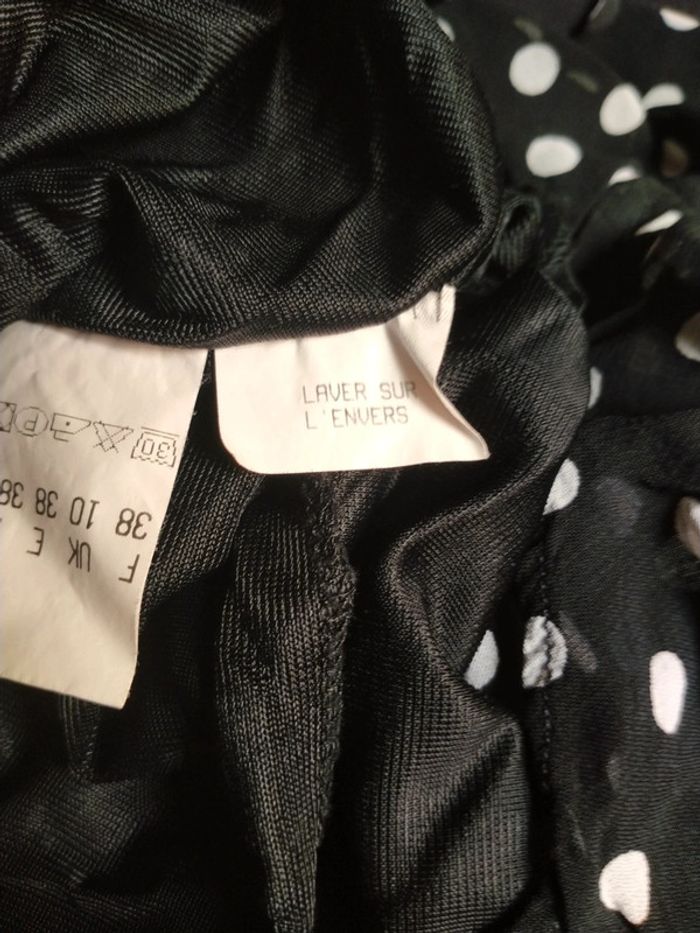 LAVER SUR
L'ENVERS
F UK E
38 10 38 38
30
P